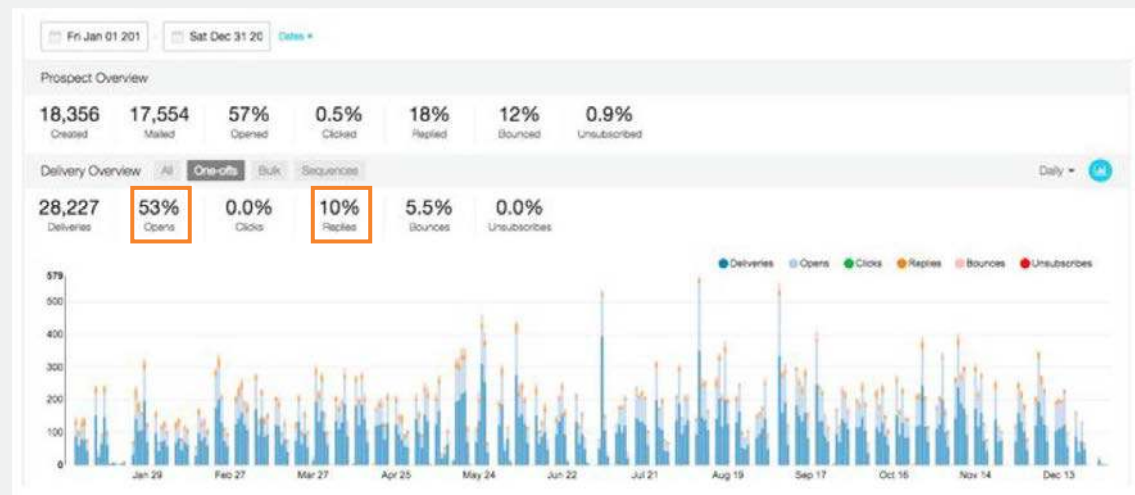 Fri Jan 01 201 - Sat Dec 31 20 Dates
Prospect Overview
18,356 17,554 57% 0.5% 18% 12% 0.9%
Created Mailed Opened Clicked Replied Bounced Unsubscribed
Delivery Overview All One-offs Bulk Sequences Daily
28,227 53% 0.0% 10% 5.5% 0.0%
Deliveries Opens Clicks Replies Bounces Unsubscribes
Deliveries Opens Clicks Replies Bounces Unsubscribes
579
500
400
300
200
100
0
Jan 29 Feb 27 Mar 27 Apr 25 May 24 Jun 22 Jul 21 Aug 19 Sep 17 Oct 16 Nov 14 Dec 13